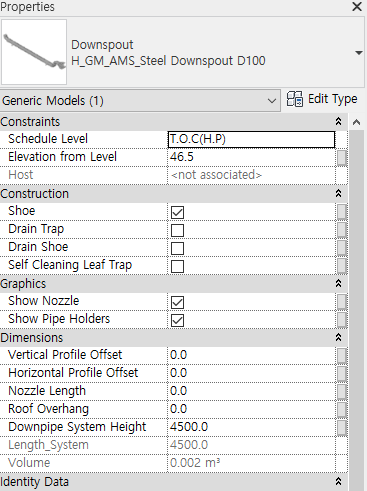 Properties
Downspout
H_GM_AMS_Steel Downspout D100
Generic Models (1)
Edit Type
Constraints
Schedule Level T.O.C(H.P)
Elevation from Level 46.5
Host <not associated>
Construction
Shoe
Drain Trap
Drain Shoe
Self Cleaning Leaf Trap
Graphics
Show Nozzle
Show Pipe Holders
Dimensions
Vertical Profile Offset 0.0
Horizontal Profile Offset 0.0
Nozzle Length 0.0
Roof Overhang 0.0
Downpipe System Height 4500.0
Length_System 4500.0
Volume 0.002 m³
Identity Data